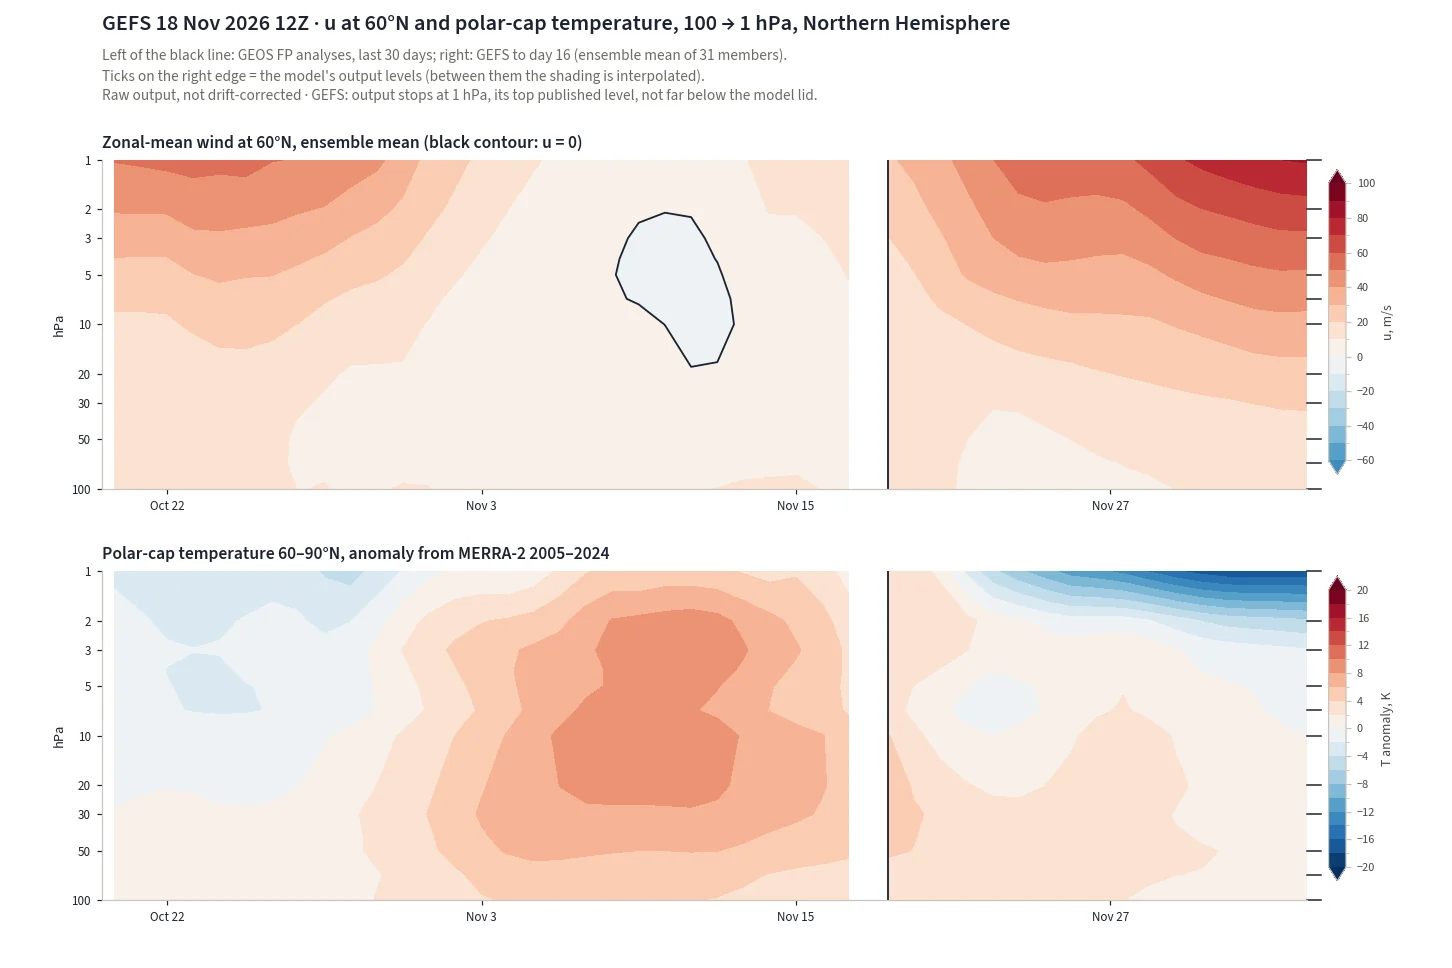 GEFS 18 Nov 2026 12Z · u at 60°N and polar-cap temperature, 100 → 1 hPa, Northern Hemisphere
Left of the black line: GEOS FP analyses, last 30 days; right: GEFS to day 16 (ensemble mean of 31 members).
Ticks on the right edge = the model's output levels (between them the shading is interpolated).
Raw output, not drift-corrected · GEFS: output stops at 1 hPa, its top published level, not far below the model lid.
Zonal-mean wind at 60°N, ensemble mean (black contour: u = 0)
1
2
3
5
10
20
30
50
100
hPa
Oct 22
Nov 3
Nov 15
Nov 27
100
80
60
40
20
0
−20
−40
−60
u, m/s
Polar-cap temperature 60–90°N, anomaly from MERRA-2 2005–2024
1
2
3
5
10
20
30
50
100
hPa
Oct 22
Nov 3
Nov 15
Nov 27
20
16
12
8
4
0
−4
−8
−12
−16
−20
T anomaly, K